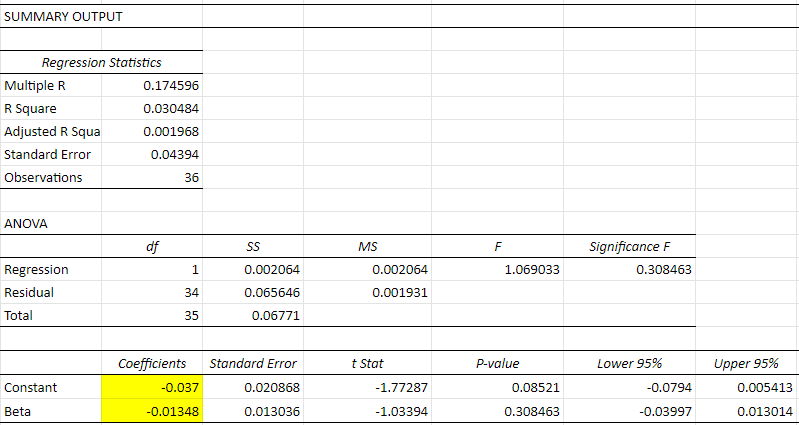 SUMMARY OUTPUT
Regression Statistics
Multiple R 0.174596
R Square 0.030484
Adjusted R Squa 0.001968
Standard Error 0.04394
Observations 36
ANOVA
df SS MS F Significance F
Regression 1 0.002064 0.002064 1.069033 0.308463
Residual 34 0.065646 0.001931
Total 35 0.06771
Coefficients Standard Error t Stat P-value Lower 95% Upper 95%
Constant -0.037 0.020868 -1.77287 0.08521 -0.0794 0.005413
Beta -0.01348 0.013036 -1.03394 0.308463 -0.03997 0.013014